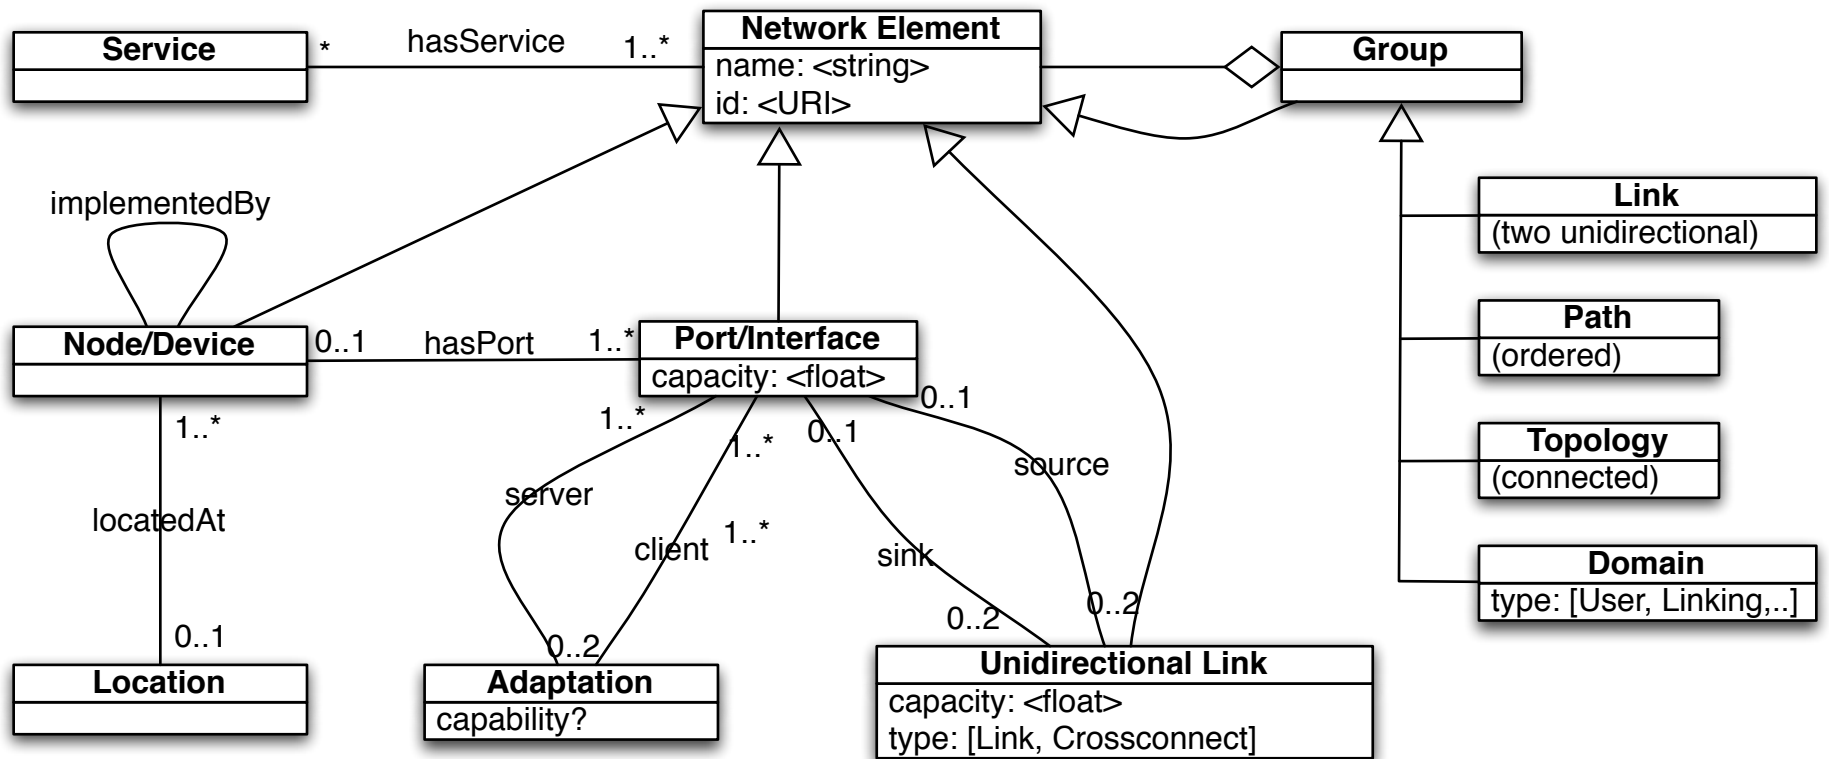 Service
*
hasService
1..*
Network Element
name: <string>
id: <URI>
Group
implementedBy
Link
(two unidirectional)
Node/Device
0..1
hasPort
1..*
Port/Interface
capacity: <float>
Path
(ordered)
1..*
1..*
1..*
0..1
0..1
source
Topology
(connected)
locatedAt
server
client
1..*
sink
Domain
type: [User, Linking,..]
0..1
0..2
0..2
0..2
Location
Adaptation
capability?
Unidirectional Link
capacity: <float>
type: [Link, Crossconnect]